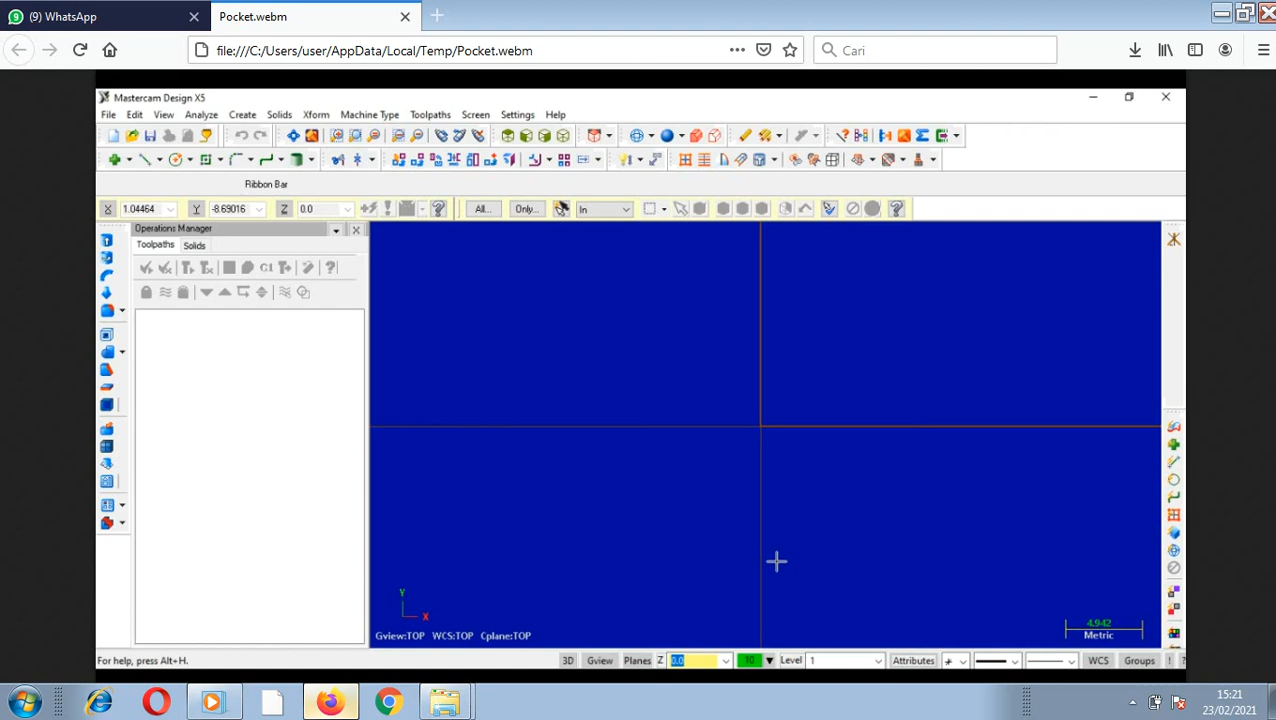 (9) WhatsApp
Pocket.webm
file:///C:/Users/user/AppData/Local/Temp/Pocket.webm
Cari
Mastercam Design X5
File Edit View Analyze Create Solids Xform Machine Type Toolpaths Screen Settings Help
Ribbon Bar
X 1.04464 Y -8.69016 Z 0.0 All... Only... In
Operations Manager
Toolpaths Solids
G1
Y
X
Gview:TOP WCS:TOP Cplane:TOP
4.942
Metric
For help, press Alt+H.
3D Gview Planes Z 0.0 10 Level 1 Attributes WCS Groups ! ?
15:21
23/02/2021